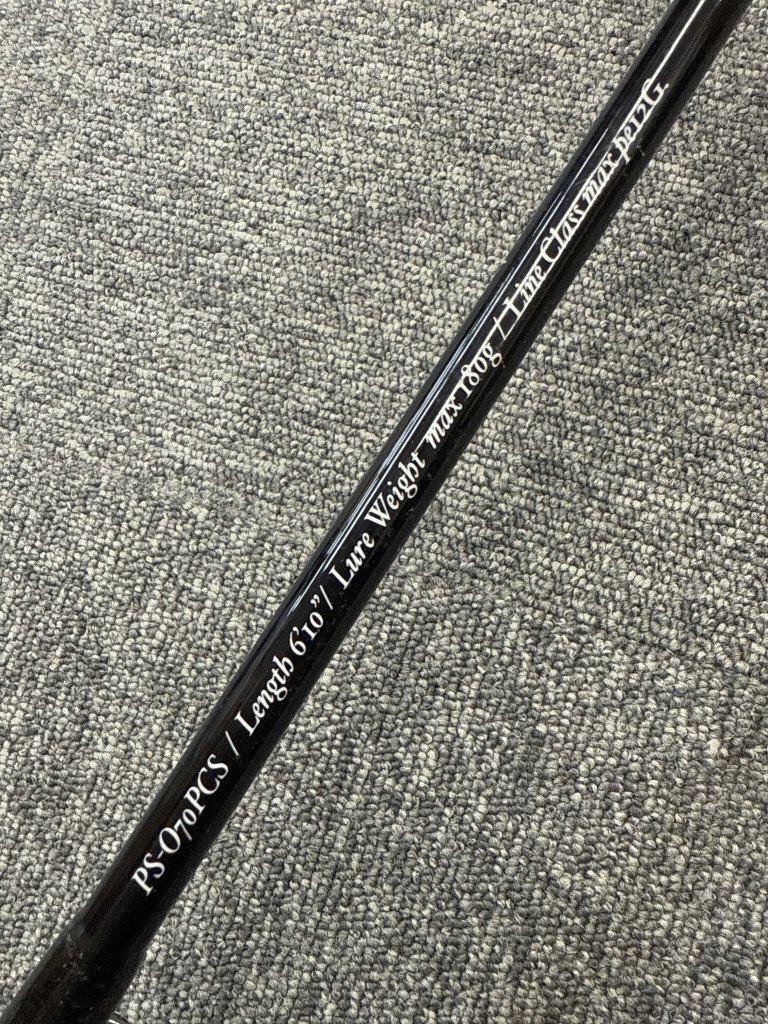 PS-O70PCS / Length 6'10”/ Lure Weight max 180g / Line Class max pe12G.